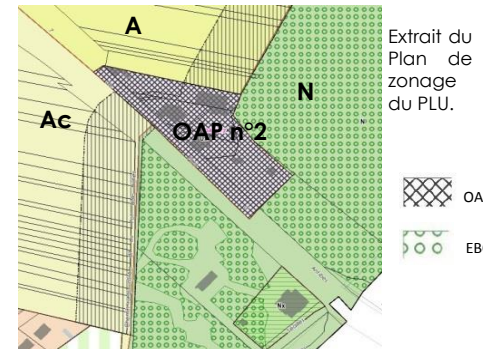 A
Ac
N
OAP n°2
Extrait du
Plan de
zonage
du PLU.
OA
EB